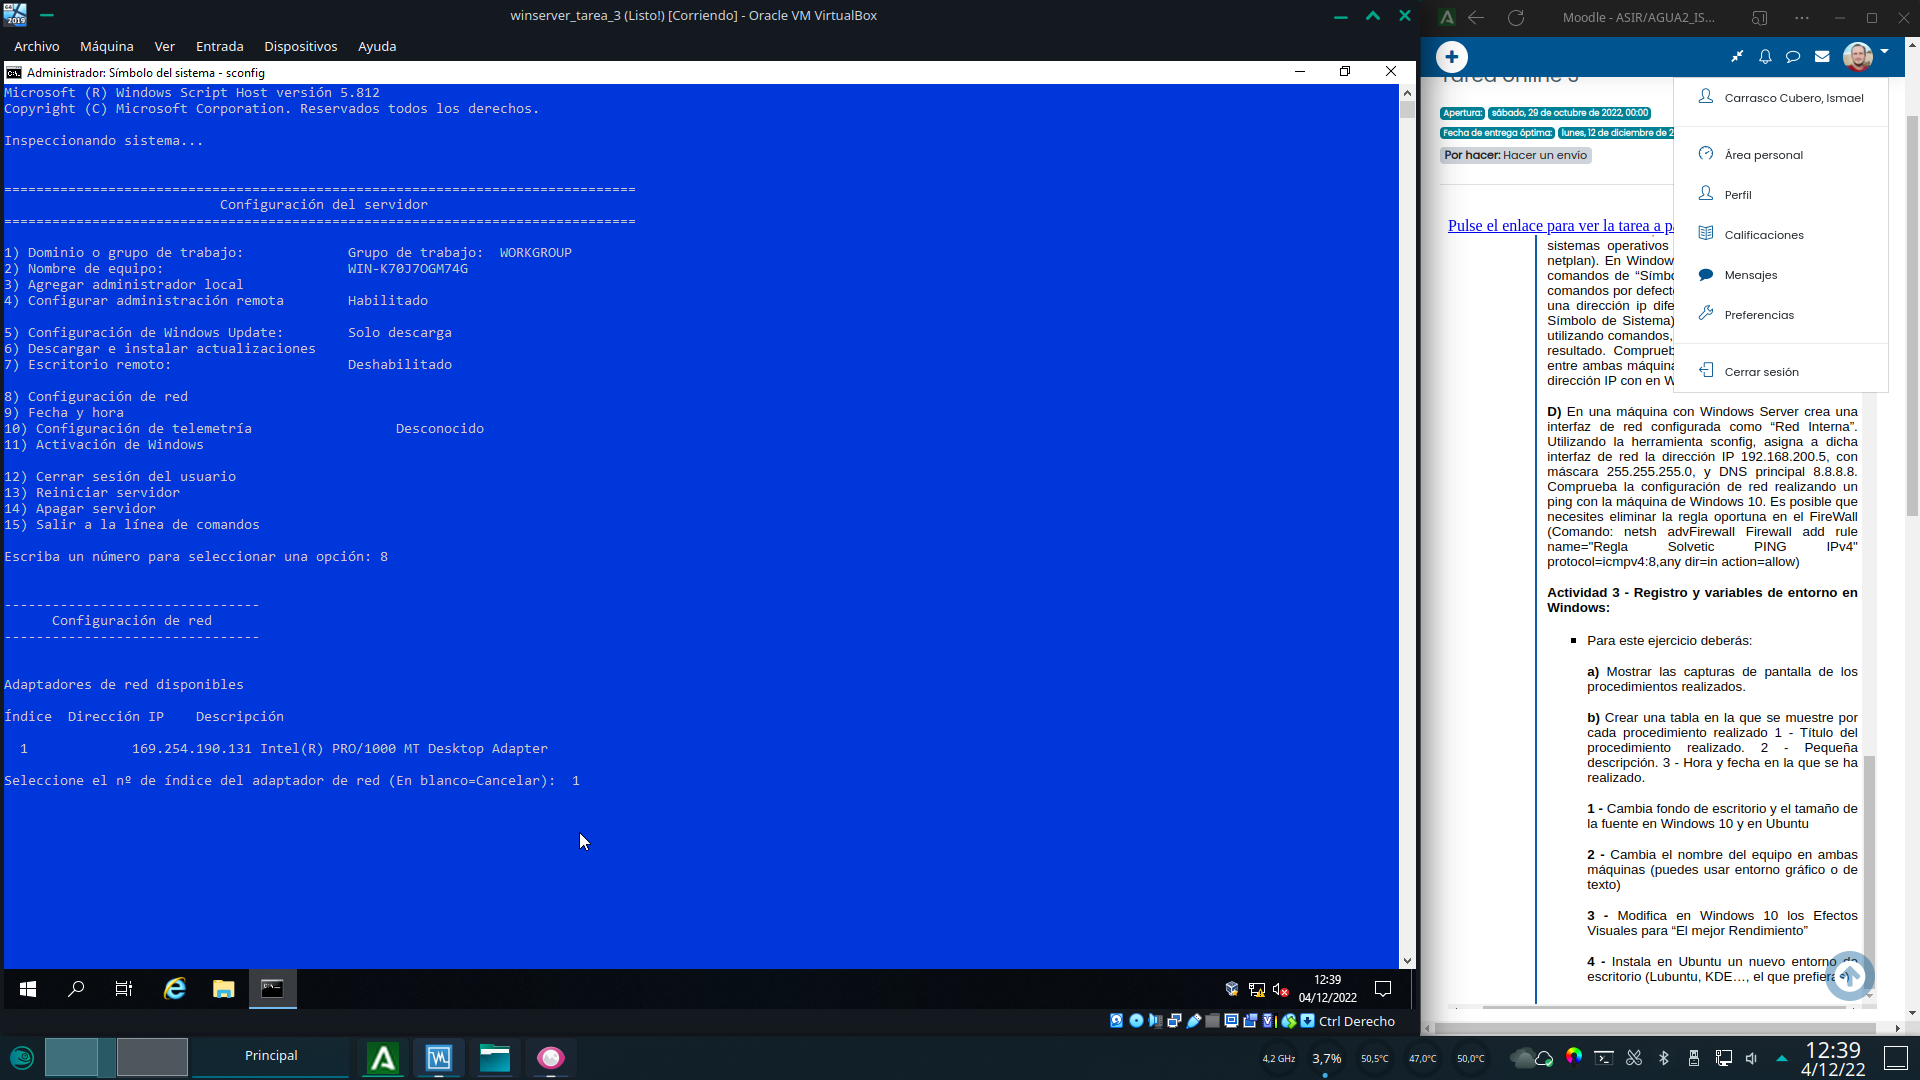 winserver_tarea_3 (Listo!) [Corriendo] - Oracle VM VirtualBox
Archivo Máquina Ver Entrada Dispositivos Ayuda
Administrador: Símbolo del sistema - sconfig
Microsoft (R) Windows Script Host versión 5.812
Copyright (C) Microsoft Corporation. Reservados todos los derechos.
Inspeccionando sistema...
===============================================================================
Configuración del servidor
===============================================================================
1) Dominio o grupo de trabajo: Grupo de trabajo: WORKGROUP
2) Nombre de equipo: WIN-K70J7OGM74G
3) Agregar administrador local
4) Configurar administración remota Habilitado
5) Configuración de Windows Update: Solo descarga
6) Descargar e instalar actualizaciones
7) Escritorio remoto: Deshabilitado
8) Configuración de red
9) Fecha y hora
10) Configuración de telemetría Desconocido
11) Activación de Windows
12) Cerrar sesión del usuario
13) Reiniciar servidor
14) Apagar servidor
15) Salir a la línea de comandos
Escriba un número para seleccionar una opción: 8
--------------------------------
Configuración de red
--------------------------------
Adaptadores de red disponibles
Índice Dirección IP Descripción
1 169.254.190.131 Intel(R) PRO/1000 MT Desktop Adapter
Seleccione el nº de índice del adaptador de red (En blanco=Cancelar): 1
12:39
04/12/2022
Ctrl Derecho
Moodle - ASIR/AGUA2_IS...
Tarea online 3
Apertura: sábado, 29 de octubre de 2022, 00:00
Fecha de entrega óptima: lunes, 12 de diciembre de 2
Por hacer: Hacer un envío
Carrasco Cubero, Ismael
Área personal
Perfil
Calificaciones
Mensajes
Preferencias
Cerrar sesión
Pulse el enlace para ver la tarea a pa
sistemas operativos
netplan). En Window
comandos de “Símbo
comandos por defect
una dirección ip dife
Símbolo de Sistema)
utilizando comandos,
resultado. Comprueb
entre ambas máquina
dirección IP con en W
D) En una máquina con Windows Server crea una
interfaz de red configurada como “Red Interna”.
Utilizando la herramienta sconfig, asigna a dicha
interfaz de red la dirección IP 192.168.200.5, con
máscara 255.255.255.0, y DNS principal 8.8.8.8.
Comprueba la configuración de red realizando un
ping con la máquina de Windows 10. Es posible que
necesites eliminar la regla oportuna en el FireWall
(Comando: netsh advFirewall Firewall add rule
name="Regla Solvetic PING IPv4"
protocol=icmpv4:8,any dir=in action=allow)
Actividad 3 - Registro y variables de entorno en
Windows:
Para este ejercicio deberás:
a) Mostrar las capturas de pantalla de los
procedimientos realizados.
b) Crear una tabla en la que se muestre por
cada procedimiento realizado 1 - Título del
procedimiento realizado. 2 - Pequeña
descripción. 3 - Hora y fecha en la que se ha
realizado.
1 - Cambia fondo de escritorio y el tamaño de
la fuente en Windows 10 y en Ubuntu
2 - Cambia el nombre del equipo en ambas
máquinas (puedes usar entorno gráfico o de
texto)
3 - Modifica en Windows 10 los Efectos
Visuales para “El mejor Rendimiento”
4 - Instala en Ubuntu un nuevo entorno de
escritorio (Lubuntu, KDE…, el que prefieras)
Principal
4,2 GHz 3,7% 50,5°C 47,0°C 50,0°C
12:39
4/12/22